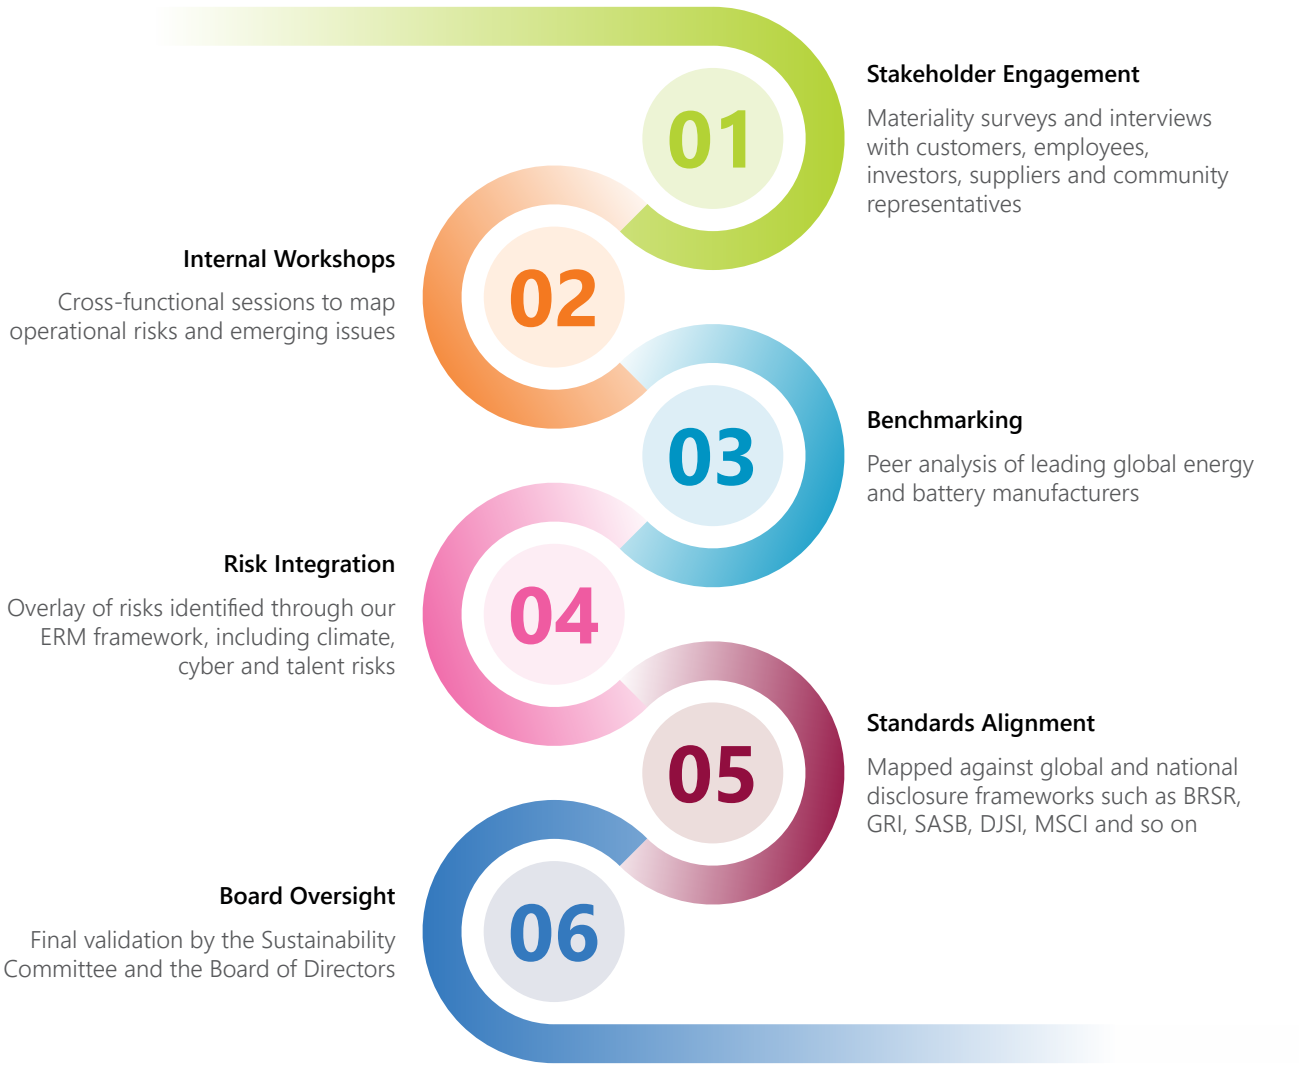 01
Stakeholder Engagement
Materiality surveys and interviews
with customers, employees,
investors, suppliers and community
representatives
02
Internal Workshops
Cross-functional sessions to map
operational risks and emerging issues
03
Benchmarking
Peer analysis of leading global energy
and battery manufacturers
04
Risk Integration
Overlay of risks identified through our
ERM framework, including climate,
cyber and talent risks
05
Standards Alignment
Mapped against global and national
disclosure frameworks such as BRSR,
GRI, SASB, DJSI, MSCI and so on
06
Board Oversight
Final validation by the Sustainability
Committee and the Board of Directors